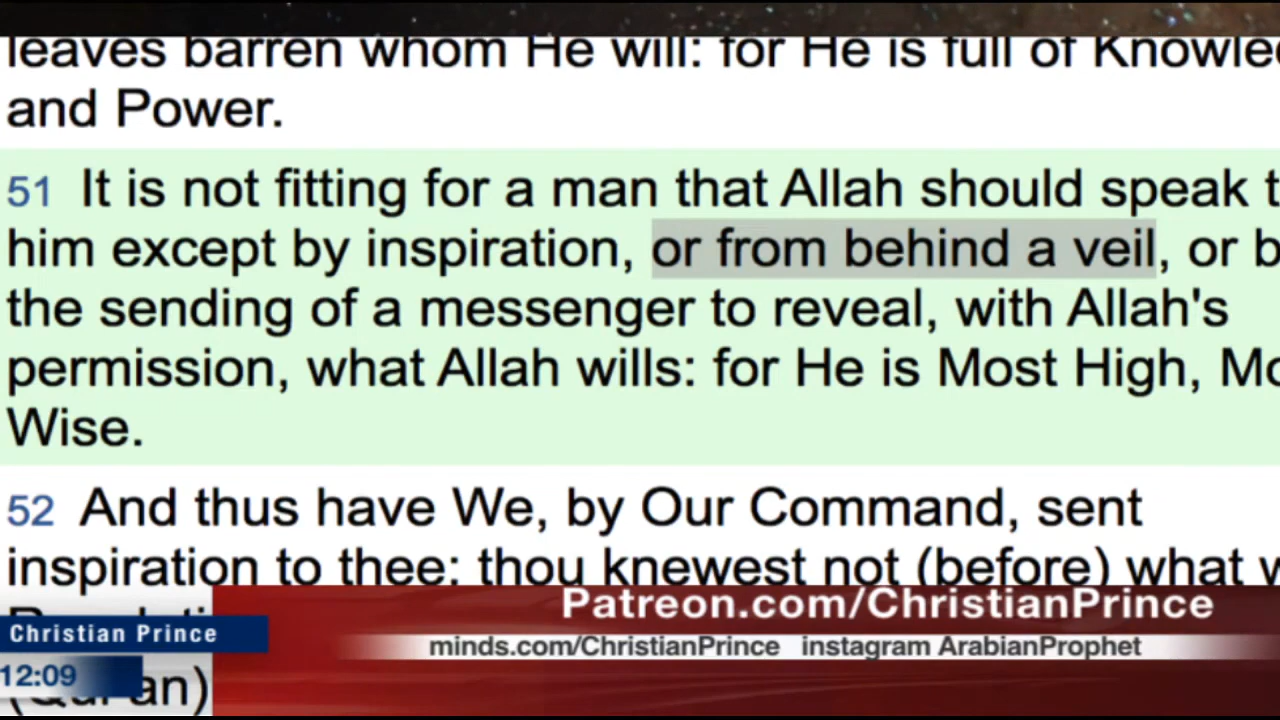 leaves barren whom He will: for He is full of
and Power.
51 It is not fitting for a man that Allah should speak
him except by inspiration, or from behind a veil, or
the sending of a messenger to reveal, with Allah's
permission, what Allah wills: for He is Most High,
Wise.
52 And thus have We, by Our Command, sent
inspiration to thee: thou knewest not (before) what
Patreon.com/ChristianPrince
Christian Prince
minds.com/ChristianPrince instagram ArabianProphet
12:09